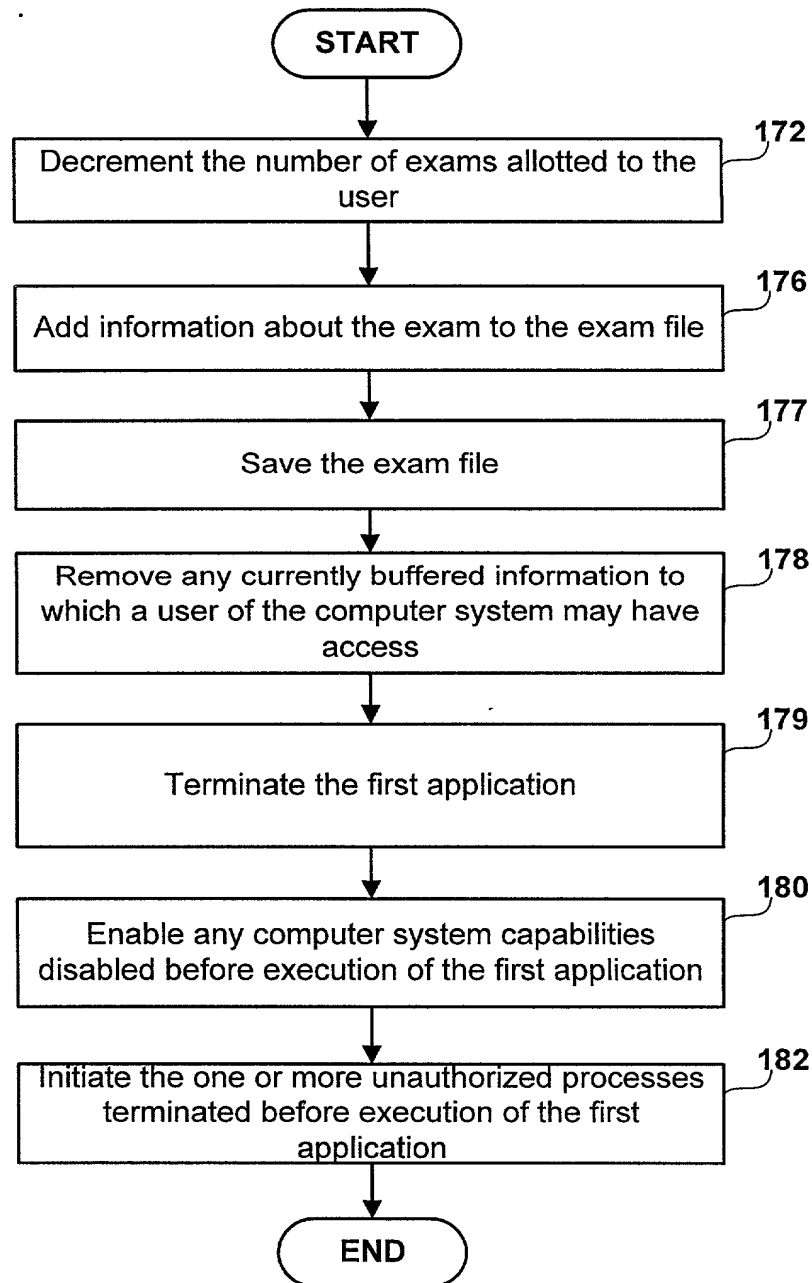 START
172
Decrement the number of exams allotted to the
user
176
Add information about the exam to the exam file
177
Save the exam file
178
Remove any currently buffered information to
which a user of the computer system may have
access
179
Terminate the first application
180
Enable any computer system capabilities
disabled before execution of the first application
182
Initiate the one or more unauthorized processes
terminated before execution of the first
application
END